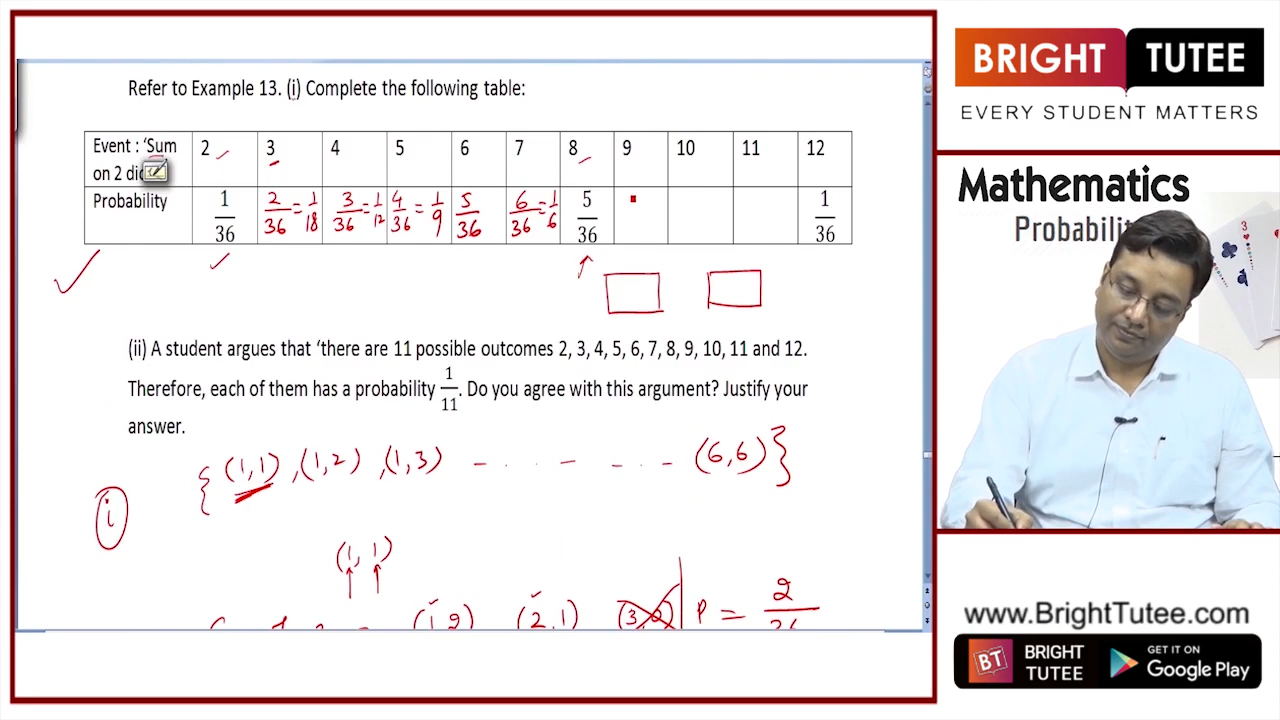 Refer to Example 13. (i) Complete the following table:
Event : ‘Sum 2 3 4 5 6 7 8 9 10 11 12
on 2 dic
Probability 1/36 2/36 = 1/18 3/36 = 1/12 4/36 = 1/9 5/36 6/36 = 1/6 5/36 1/36
(ii) A student argues that ‘there are 11 possible outcomes 2, 3, 4, 5, 6, 7, 8, 9, 10, 11 and 12.
Therefore, each of them has a probability 1/11. Do you agree with this argument? Justify your
answer.
{(1,1), (1,2), (1,3) - . . . - . . . - (6,6)}
i
(1, 1)
(1, 2) (2, 1) P = 2/36
BRIGHT TUTEE
EVERY STUDENT MATTERS
Mathematics
Probabilit
3
www.BrightTutee.com
BT BRIGHT TUTEE
GET IT ON
Google Play